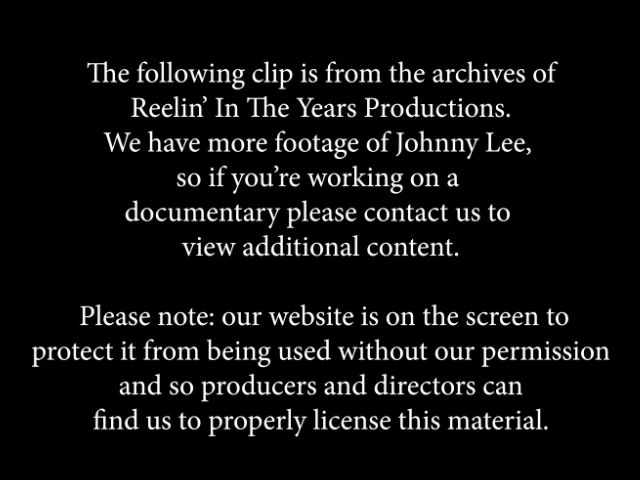 The following clip is from the archives of
Reelin’ In The Years Productions.
We have more footage of Johnny Lee,
so if you’re working on a
documentary please contact us to
view additional content.
Please note: our website is on the screen to
protect it from being used without our permission
and so producers and directors can
find us to properly license this material.